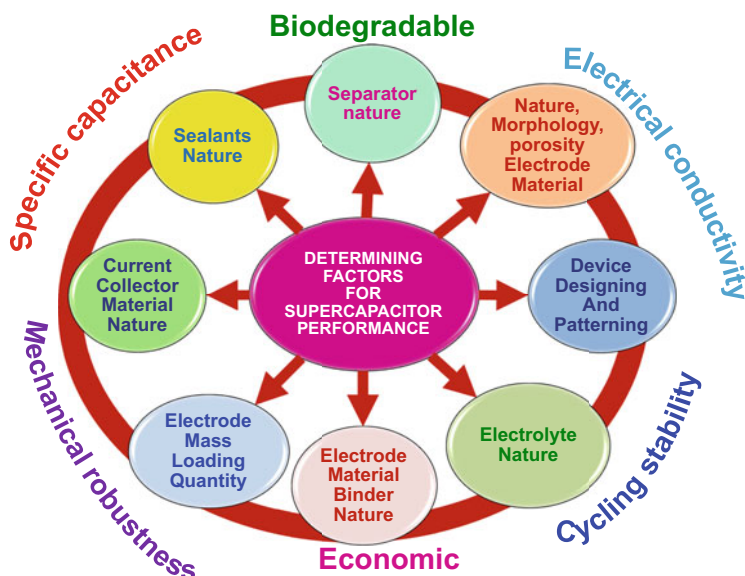 Biodegradable
Specific capacitance
Electrical conductivity
Separator
nature
Nature,
Morphology,
porosity
Electrode
Material
Sealants
Nature
DETERMINING
FACTORS
FOR
SUPERCAPACITOR
PERFORMANCE
Current
Collector
Material
Nature
Device
Designing
And
Patterning
Electrode
Mass
Loading
Quantity
Electrode
Material
Binder
Nature
Electrolyte
Nature
Mechanical robustness
Cycling stability
Economic